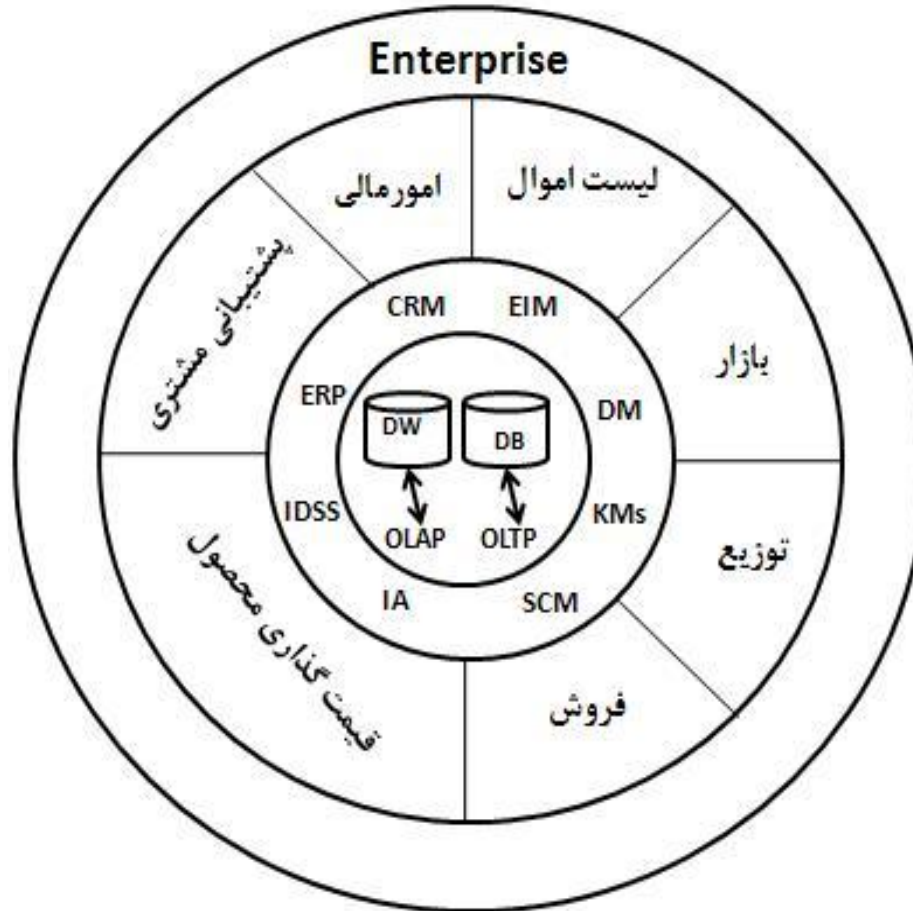 Enterprise
امورمالی
لیست اموال
پشتیبانی مشتری
بازار
CRM
EIM
ERP
DM
DW
DB
IDSS
KMs
OLAP
OLTP
توزیع
IA
SCM
قیمت گذاری محصول
فروش